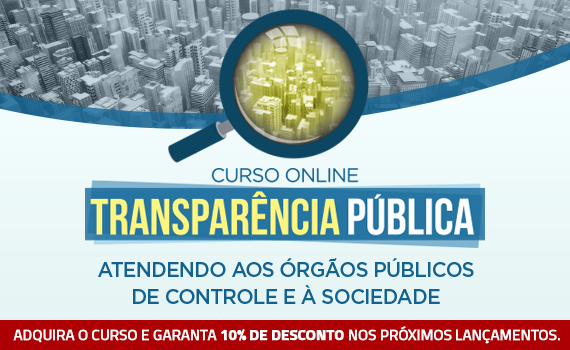 CURSO ONLINE
TRANSPARÊNCIA PÚBLICA
ATENDENDO AOS ÓRGÃOS PÚBLICOS
DE CONTROLE E À SOCIEDADE
ADQUIRA O CURSO E GARANTA 10% DE DESCONTO NOS PRÓXIMOS LANÇAMENTOS.